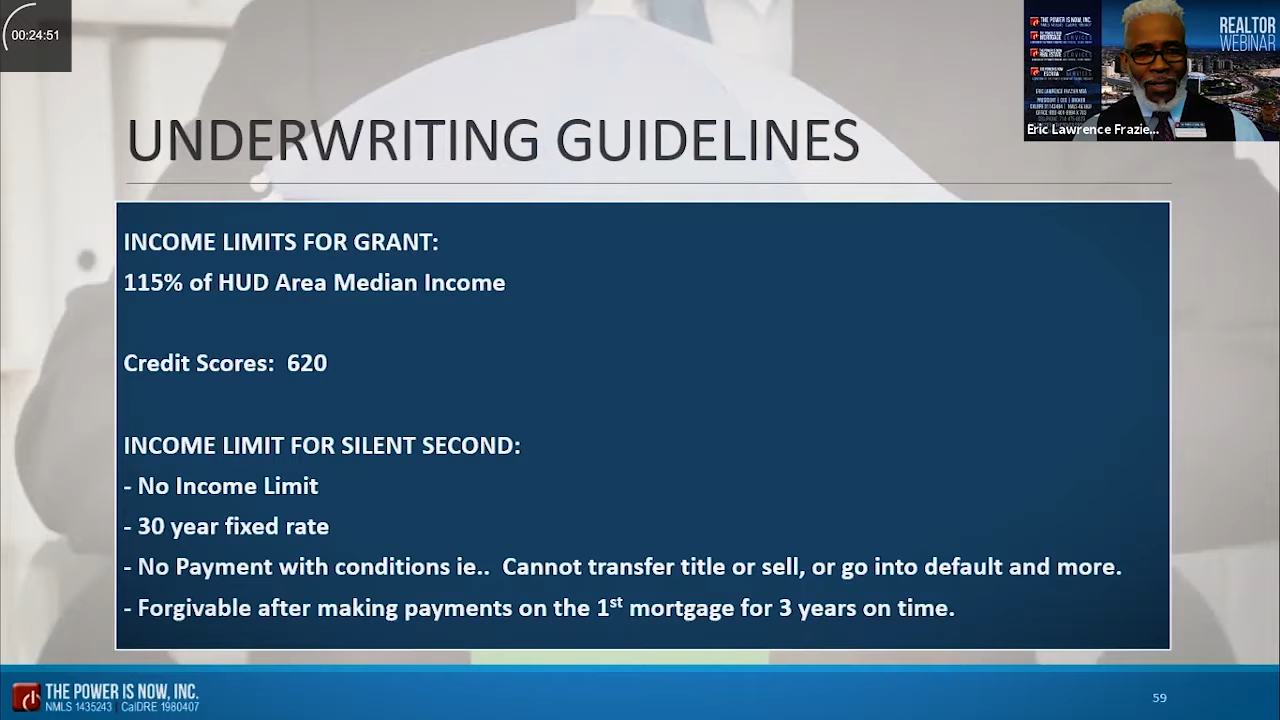 00:24:51
THE POWER IS NOW, INC.
REALTOR
WEBINAR
Eric Lawrence Frazie...
UNDERWRITING GUIDELINES
INCOME LIMITS FOR GRANT:
115% of HUD Area Median Income
Credit Scores: 620
INCOME LIMIT FOR SILENT SECOND:
- No Income Limit
- 30 year fixed rate
- No Payment with conditions ie.. Cannot transfer title or sell, or go into default and more.
- Forgivable after making payments on the 1st mortgage for 3 years on time.
THE POWER IS NOW, INC.
NMLS 1435243 | CalDRE 1980407
59